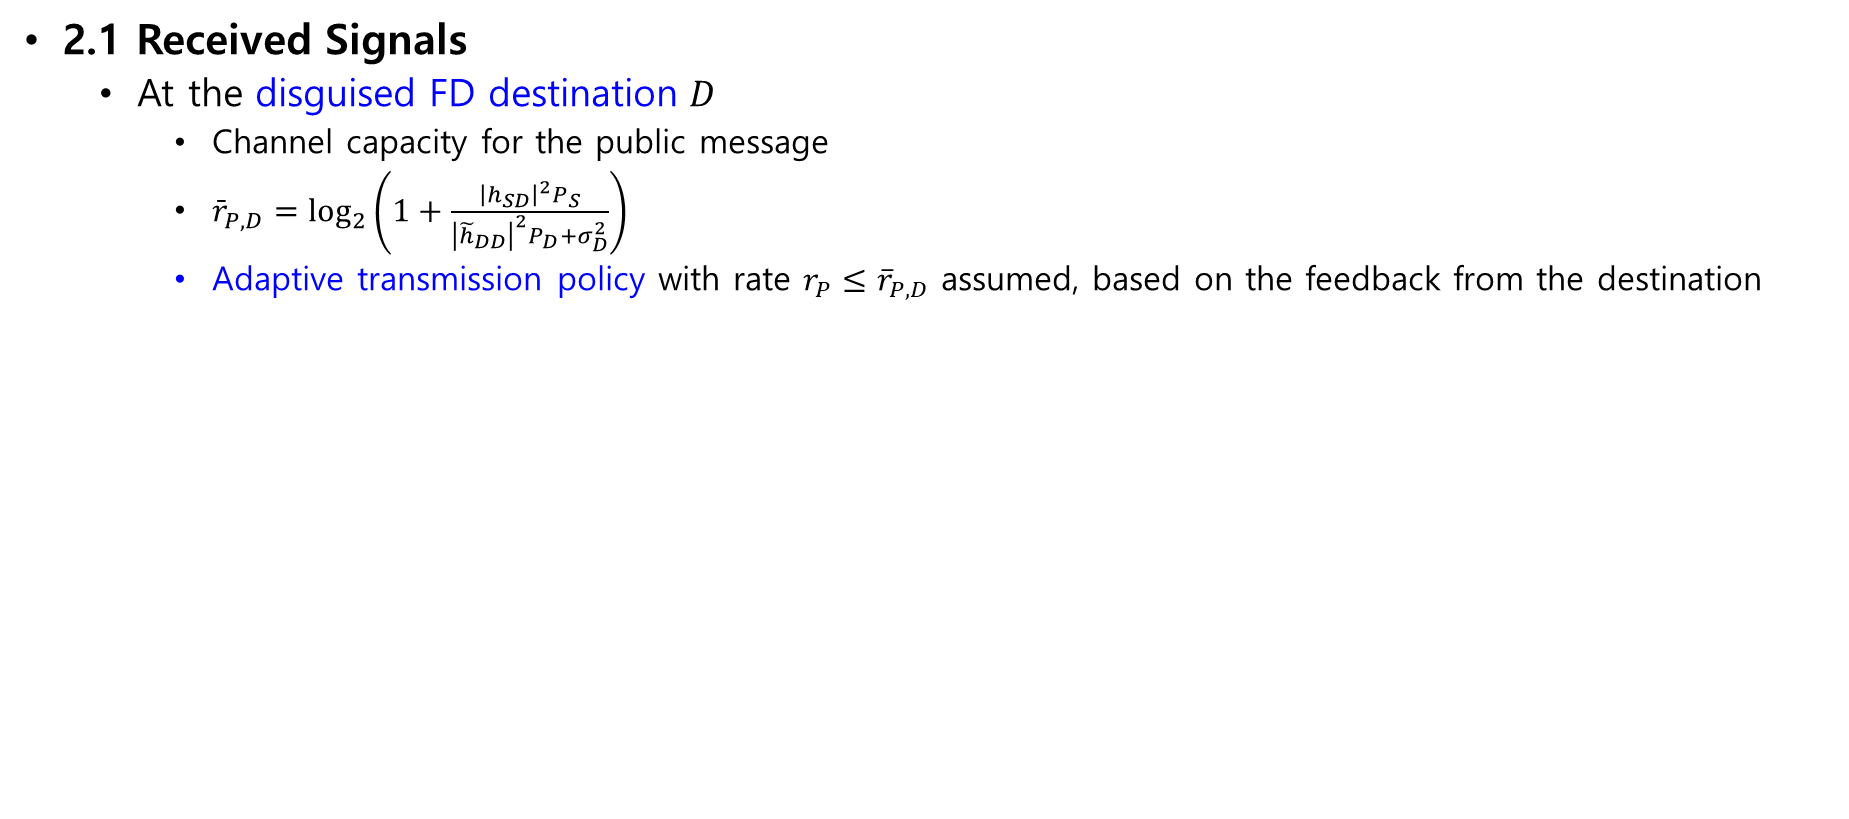 • 2.1 Received Signals
• At the disguised FD destination D
• Channel capacity for the public message
• r̄_{P,D} = log₂(1 + |h_{SD}|²P_S / (|h̃_{DD}|²P_D+σ_D²))
• Adaptive transmission policy with rate r_P ≤ r̄_{P,D} assumed, based on the feedback from the destination